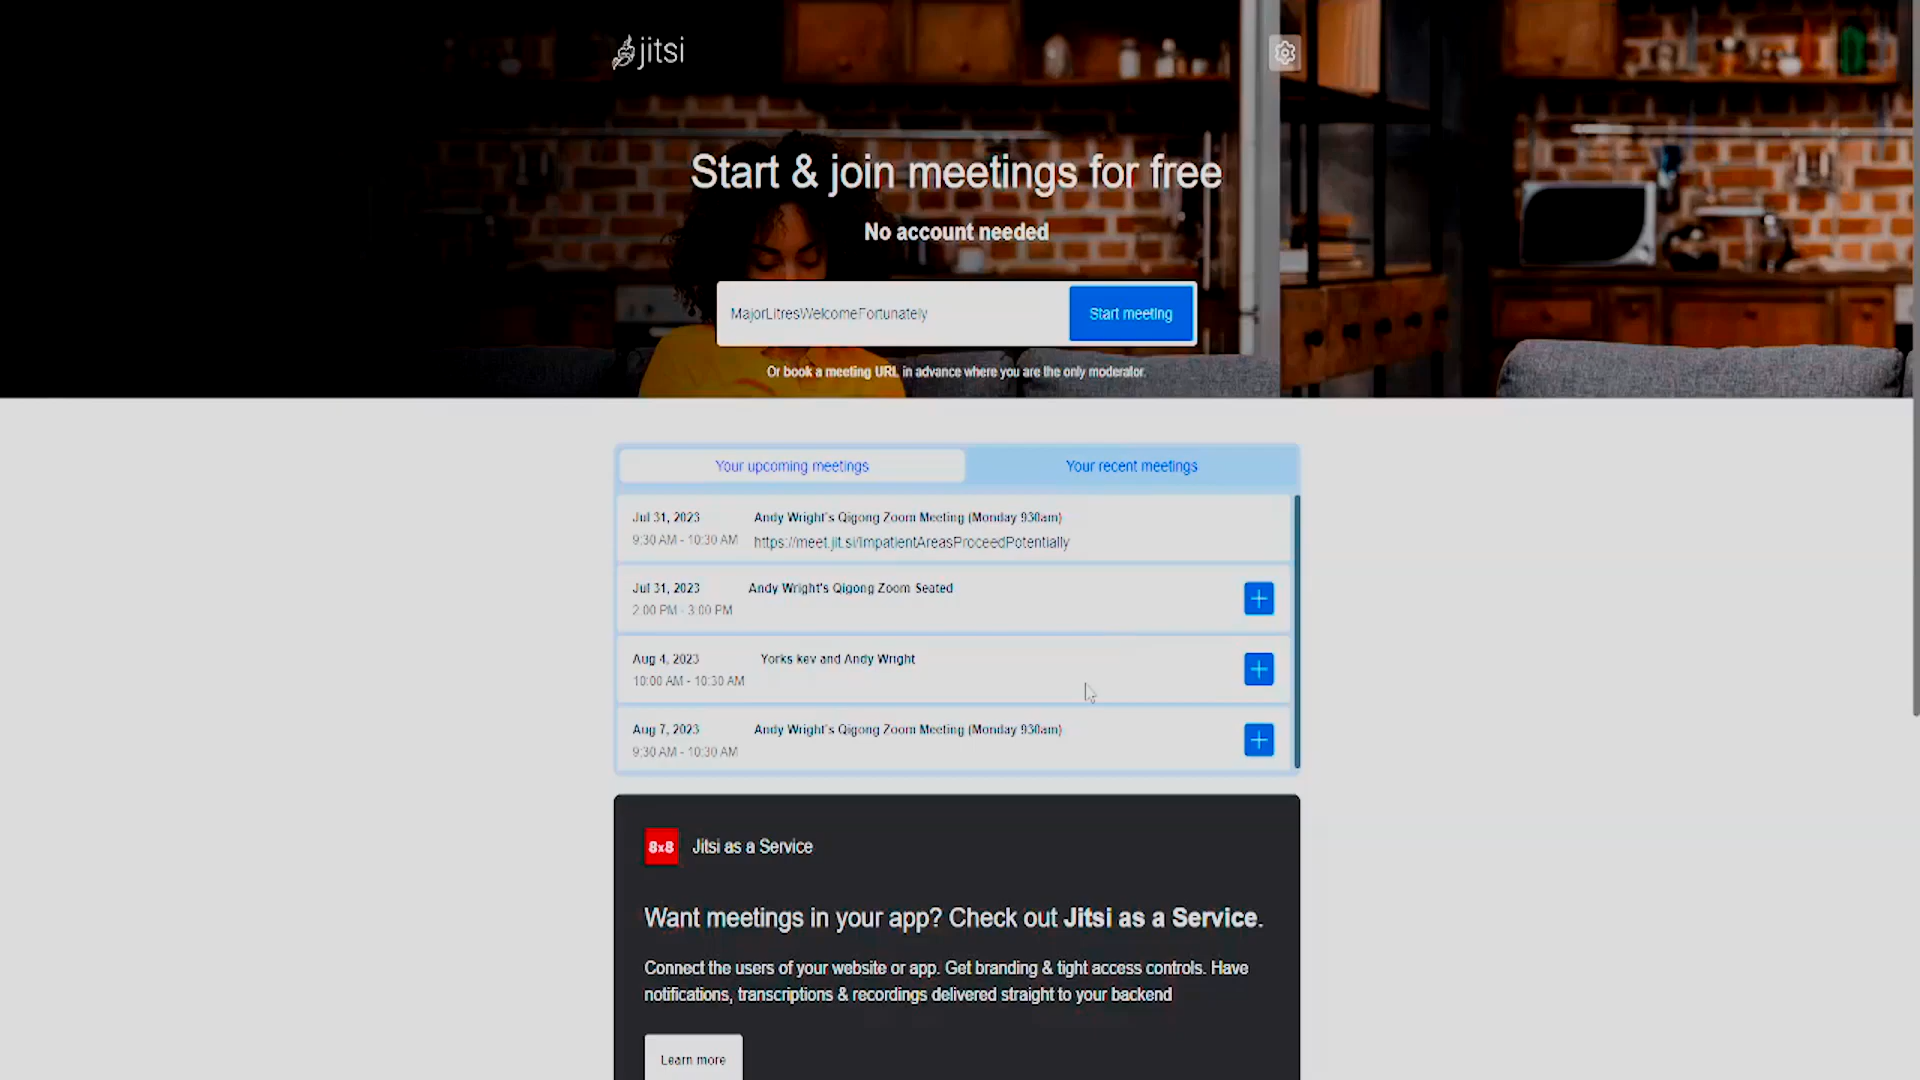 jitsi
Start & join meetings for free
No account needed
MajorLitresWelcomeFortunately
Start meeting
Or book a meeting URL in advance where you are the only moderator.
Your upcoming meetings
Your recent meetings
Jul 31, 2023
Andy Wright's Qigong Zoom Meeting (Monday 930am)
9:30 AM - 10:30 AM
https://meet.jit.si/ImpatientAreasProceedPotentially
Jul 31, 2023
Andy Wright's Qigong Zoom Seated
2:00 PM - 3:00 PM
Aug 4, 2023
Yorks kev and Andy Wright
10:00 AM - 10:30 AM
Aug 7, 2023
Andy Wright's Qigong Zoom Meeting (Monday 930am)
9:30 AM - 10:30 AM
8x8
Jitsi as a Service
Want meetings in your app? Check out Jitsi as a Service.
Connect the users of your website or app. Get branding & tight access controls. Have
notifications, transcriptions & recordings delivered straight to your backend
Learn more